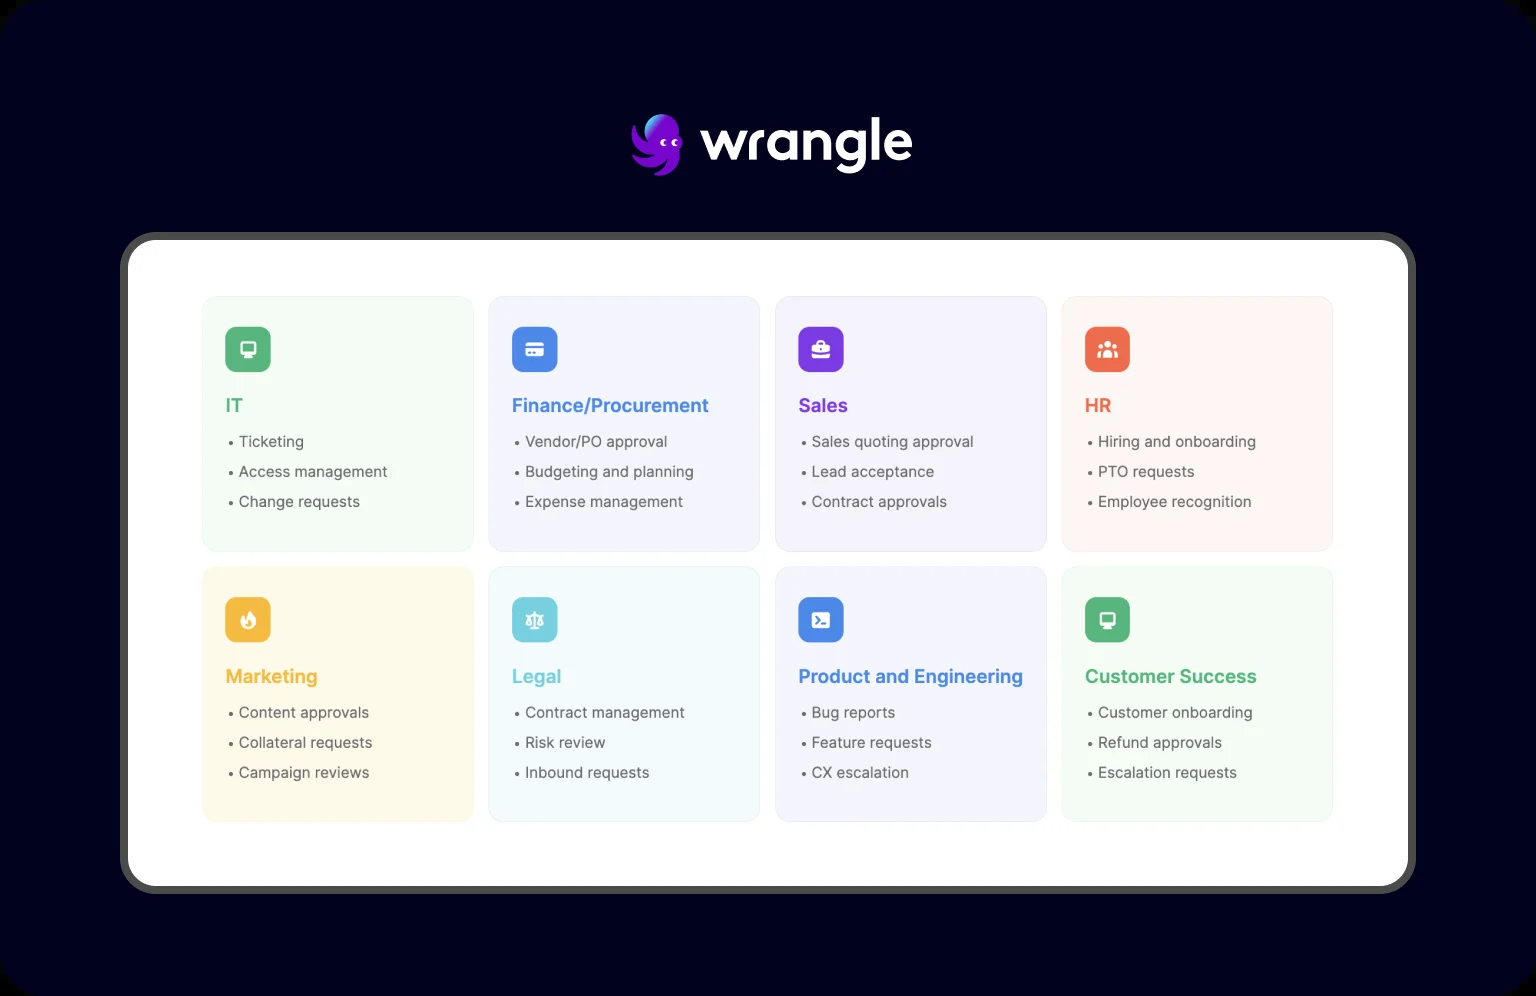 wrangle
IT
• Ticketing
• Access management
• Change requests
Finance/Procurement
• Vendor/PO approval
• Budgeting and planning
• Expense management
Sales
• Sales quoting approval
• Lead acceptance
• Contract approvals
HR
• Hiring and onboarding
• PTO requests
• Employee recognition
Marketing
• Content approvals
• Collateral requests
• Campaign reviews
Legal
• Contract management
• Risk review
• Inbound requests
Product and Engineering
• Bug reports
• Feature requests
• CX escalation
Customer Success
• Customer onboarding
• Refund approvals
• Escalation requests